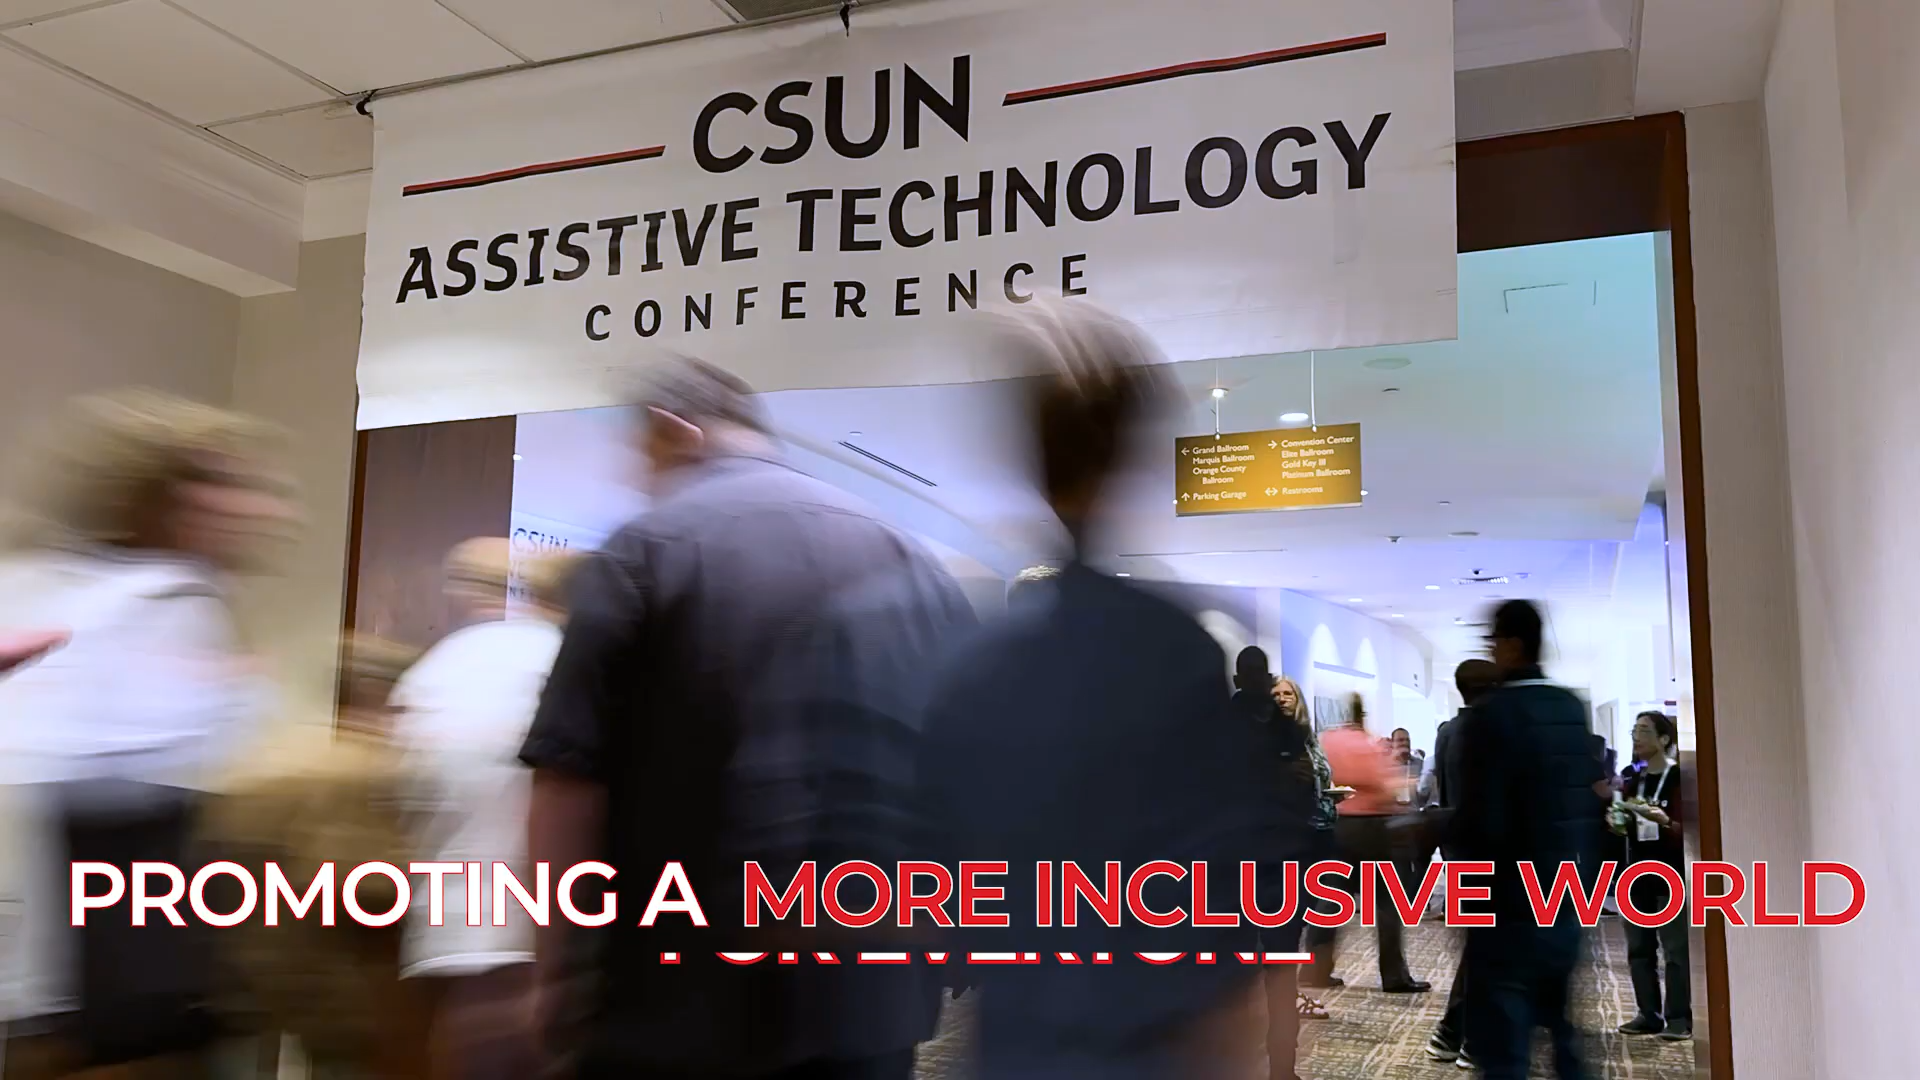 CSUN
ASSISTIVE TECHNOLOGY
CONFERENCE
← Grand Ballroom
Marquis Ballroom
Orange County
Ballroom
↑ Parking Garage
→ Convention Center
Elite Ballroom
Gold Key III
Platinum Ballroom
↔ Restrooms
CSUN
PROMOTING A MORE INCLUSIVE WORLD